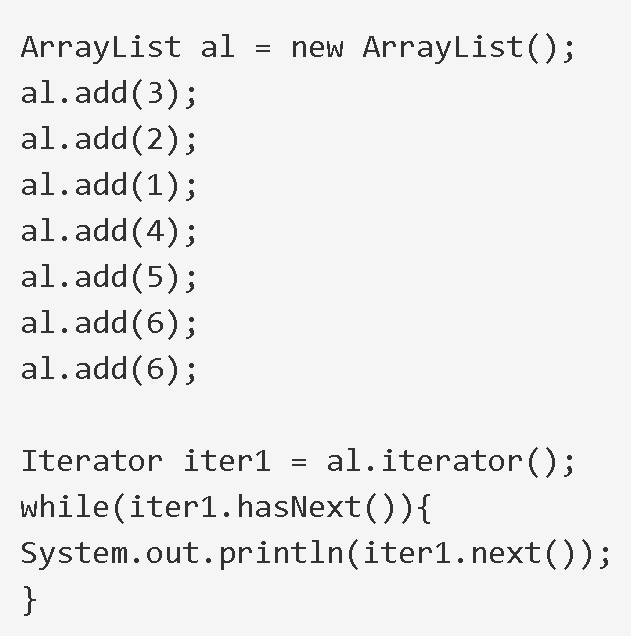 ArrayList al = new ArrayList();
al.add(3);
al.add(2);
al.add(1);
al.add(4);
al.add(5);
al.add(6);
al.add(6);

Iterator iter1 = al.iterator();
while(iter1.hasNext()){
System.out.println(iter1.next());
}